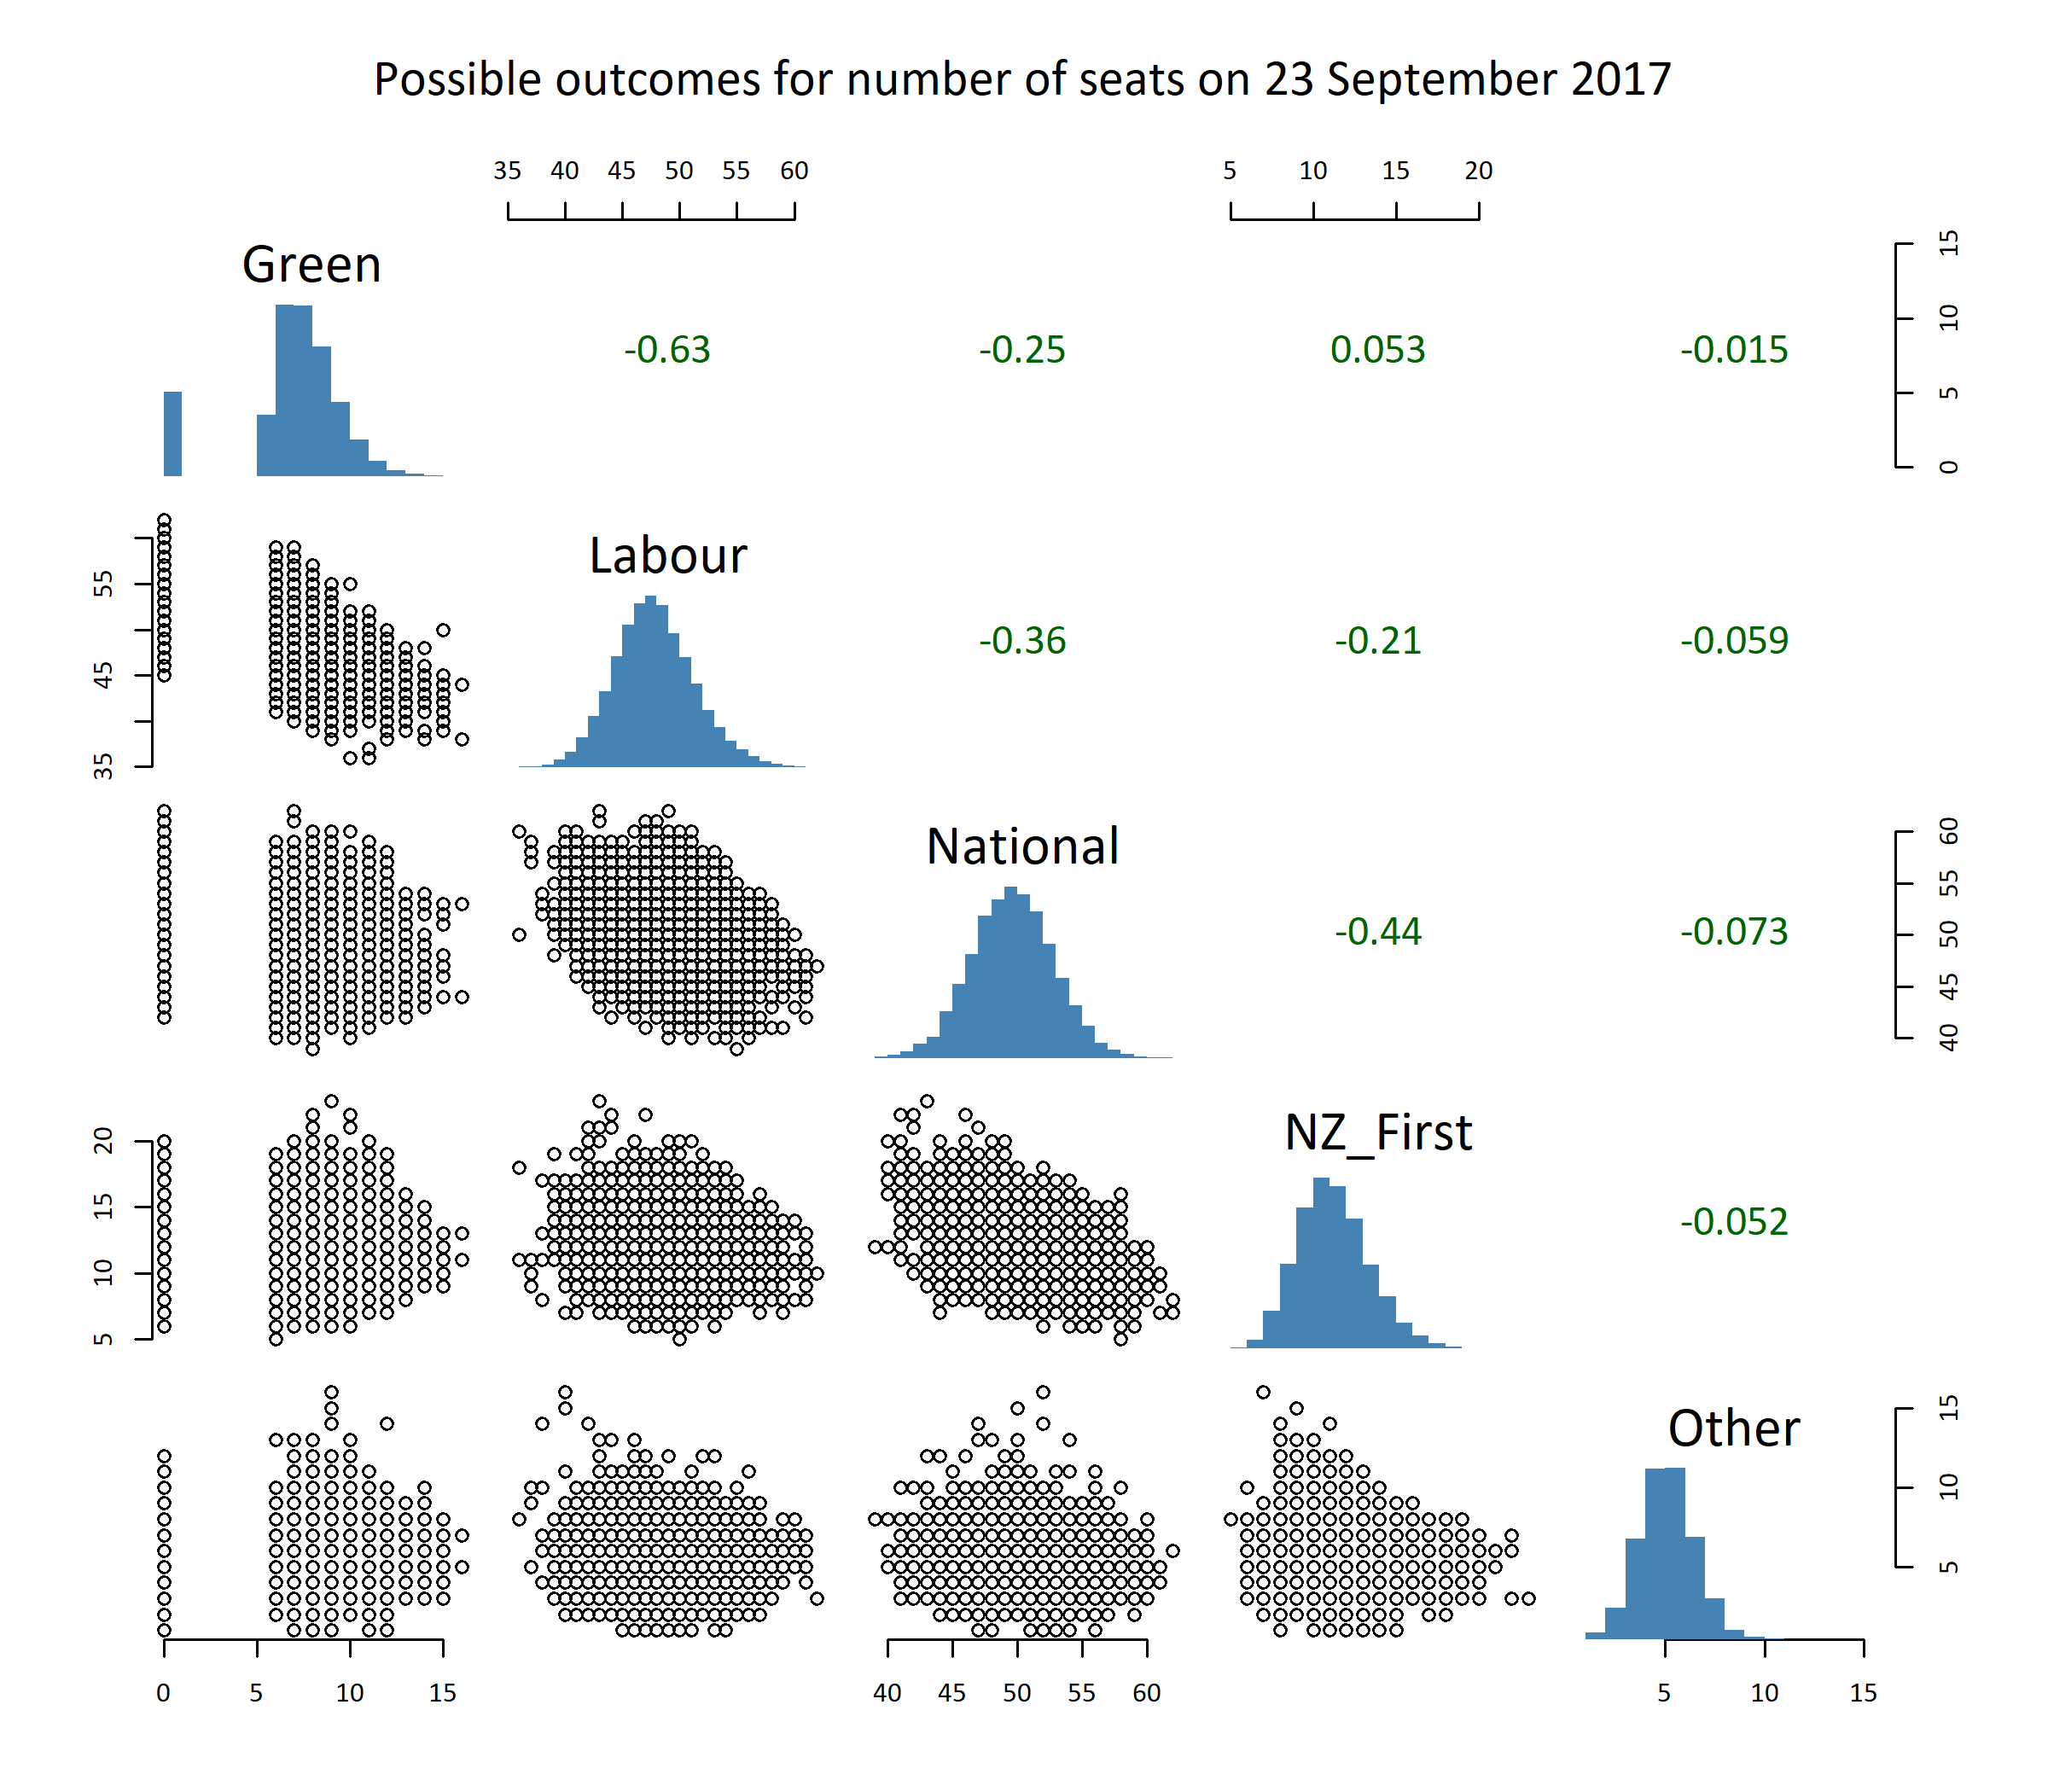 Possible outcomes for number of seats on 23 September 2017
35 40 45 50 55 60
5 10 15 20
Green
-0.63 -0.25 0.053 -0.015
15
10
5
0
Labour
55
45
35
-0.36 -0.21 -0.059
National
-0.44 -0.073
60
55
50
45
40
NZ_First
20
15
10
5
-0.052
Other
15
10
5
0 5 10 15
40 45 50 55 60
5 10 15